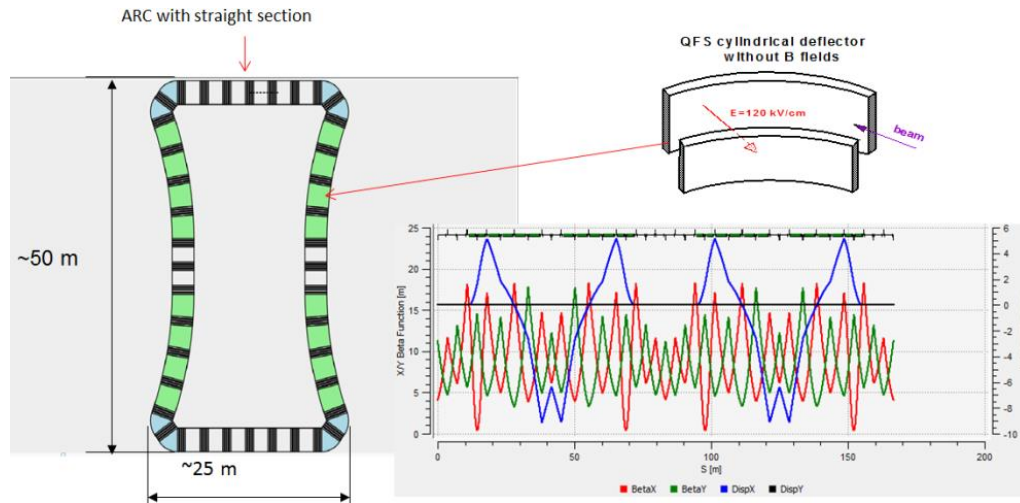 ARC with straight section
QFS cylindrical deflector
without B fields
E=120 kV/cm
beam
~50 m
~25 m
X/Y Beta Function [m]
25
20
15
10
5
0
6
4
2
0
-2
-4
-6
-8
-10
0
50
100
150
200
S [m]
BetaX
BetaY
DispX
DispY